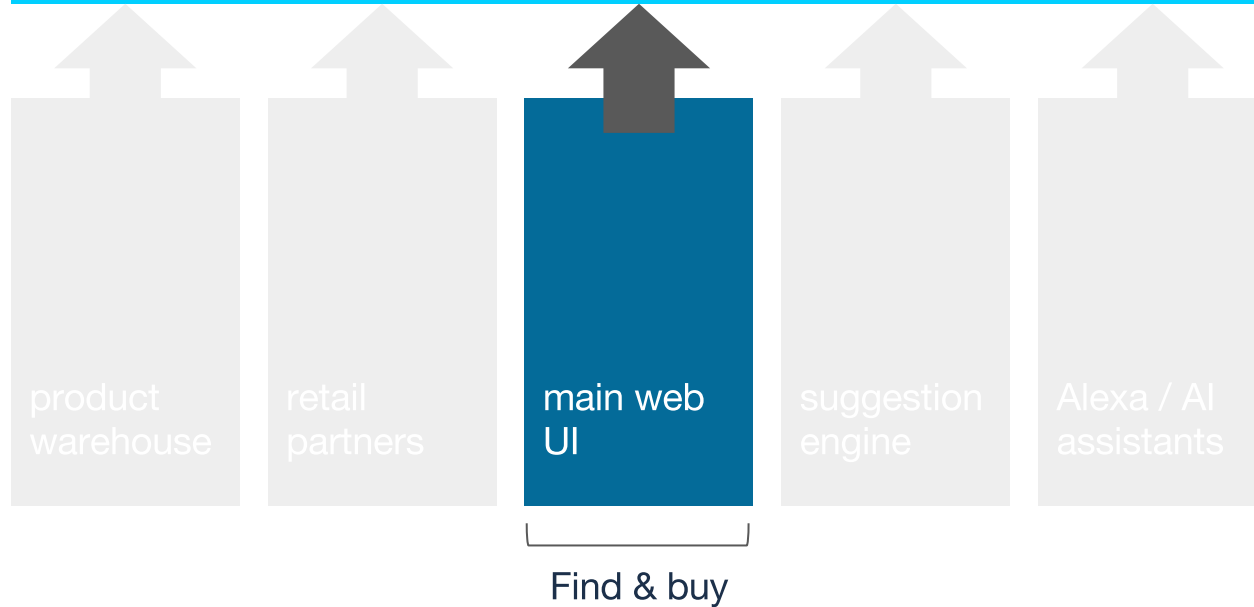 product
warehouse
retail
partners
main web
UI
suggestion
engine
Alexa / AI
assistants
Find & buy